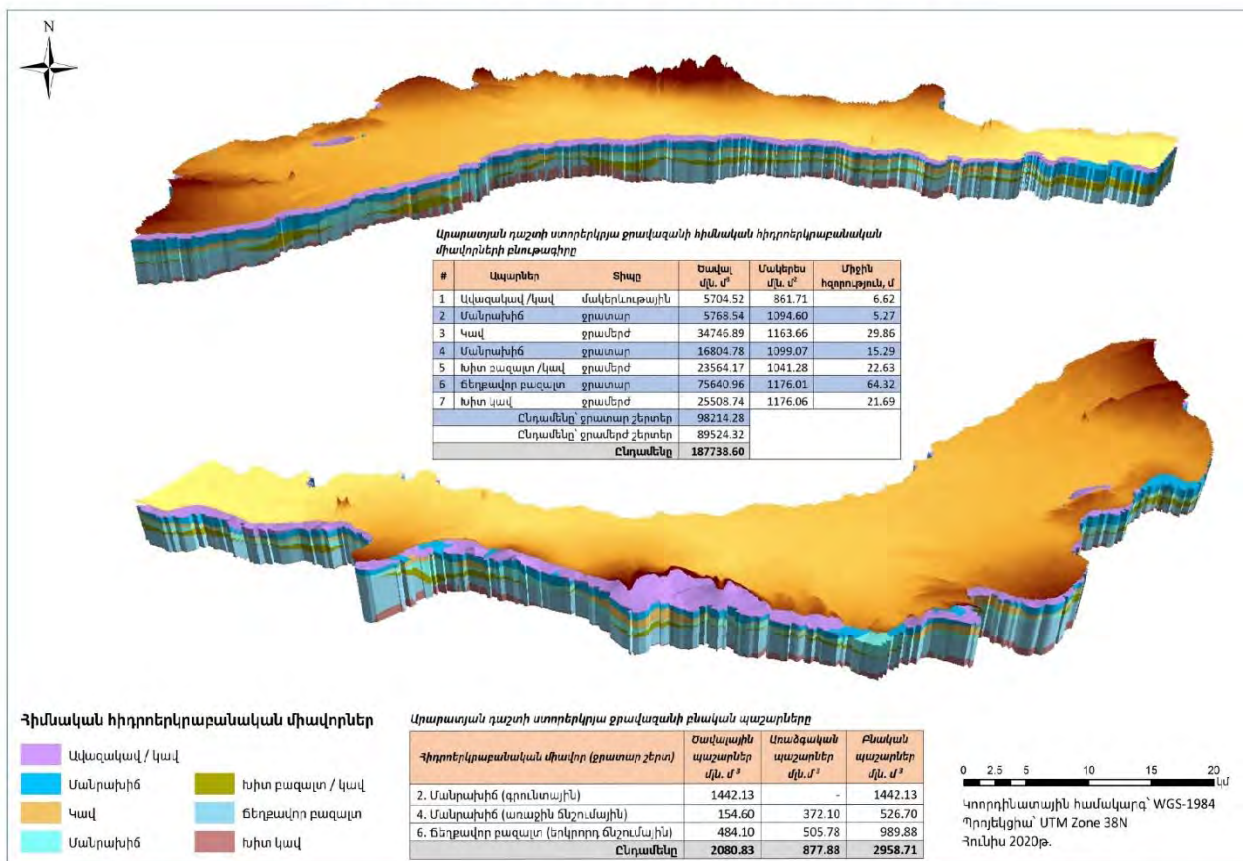 N
Արարատյան դաշտի ստորերկրյա ջրավազանի հիմնական հիդրոերկրաբանական
միավորների բնութագիրը
# Ապարներ Տիպը Ծավալ մլն. մ³ Մակերես մլն. մ² Միջին հզորություն, մ
1 Ավազակավ /կավ մակերևութային 5704.52 861.71 6.62
2 Մանրախիճ ջրատար 5768.54 1094.60 5.27
3 Կավ ջրամերժ 34746.89 1163.66 29.86
4 Մանրախիճ ջրատար 16804.78 1099.07 15.29
5 Խիտ բազալտ /կավ ջրամերժ 23564.17 1041.28 22.63
6 Ճեղքավոր բազալտ ջրատար 75640.96 1176.01 64.32
7 Խիտ կավ ջրամերժ 25508.74 1176.06 21.69
Ընդամենը՝ ջրատար շերտեր 98214.28
Ընդամենը՝ ջրամերժ շերտեր 89524.32
Ընդամենը 187738.60
Հիմնական հիդրոերկրաբանական միավորներ
Ավազակավ / կավ
Մանրախիճ
Կավ
Մանրախիճ
Խիտ բազալտ / կավ
Ճեղքավոր բազալտ
Խիտ կավ
Արարատյան դաշտի ստորերկրյա ջրավազանի բնական պաշարները
Հիդրոերկրաբանական միավոր (ջրատար շերտ) Ծավալային պաշարներ մլն. մ³ Առաձգական պաշարներ մլն.մ³ Բնական պաշարներ մլն. մ³
2. Մանրախիճ (գրունտային) 1442.13 - 1442.13
4. Մանրախիճ (առաջին ճնշումային) 154.60 372.10 526.70
6. Ճեղքավոր բազալտ (երկրորդ ճնշումային) 484.10 505.78 989.88
Ընդամենը 2080.83 877.88 2958.71
0 2.5 5 10 15 20
կմ
Կոորդինատային համակարգ՝ WGS-1984
Պրոյեկցիա՝ UTM Zone 38N
Հունիս 2020թ.